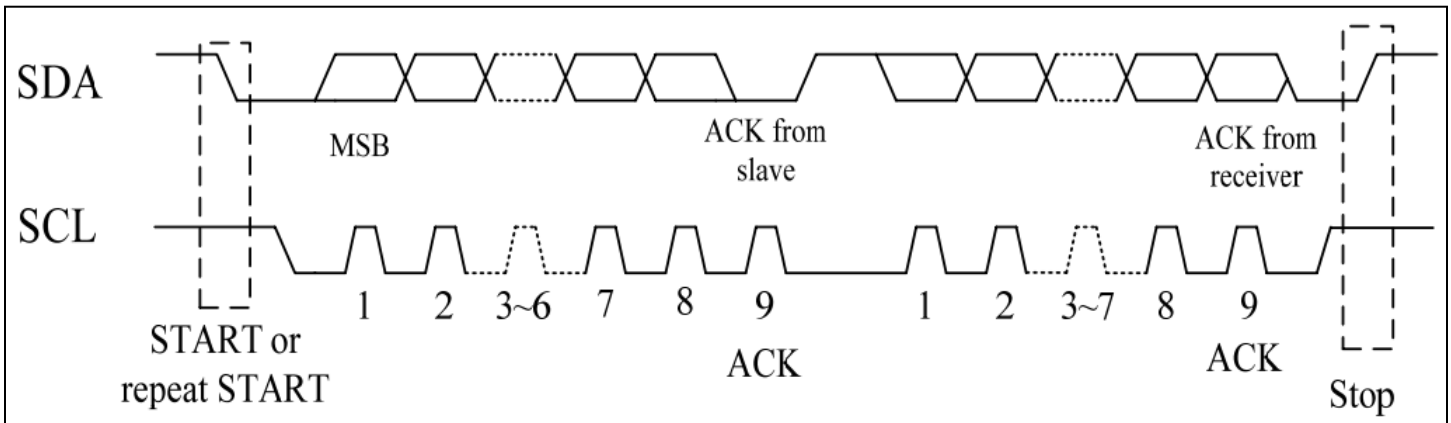 SDA
MSB
ACK from
slave
ACK from
receiver
SCL
1 2 3~6 7 8 9 1 2 3~7 8 9
START or
repeat START
ACK
ACK
Stop